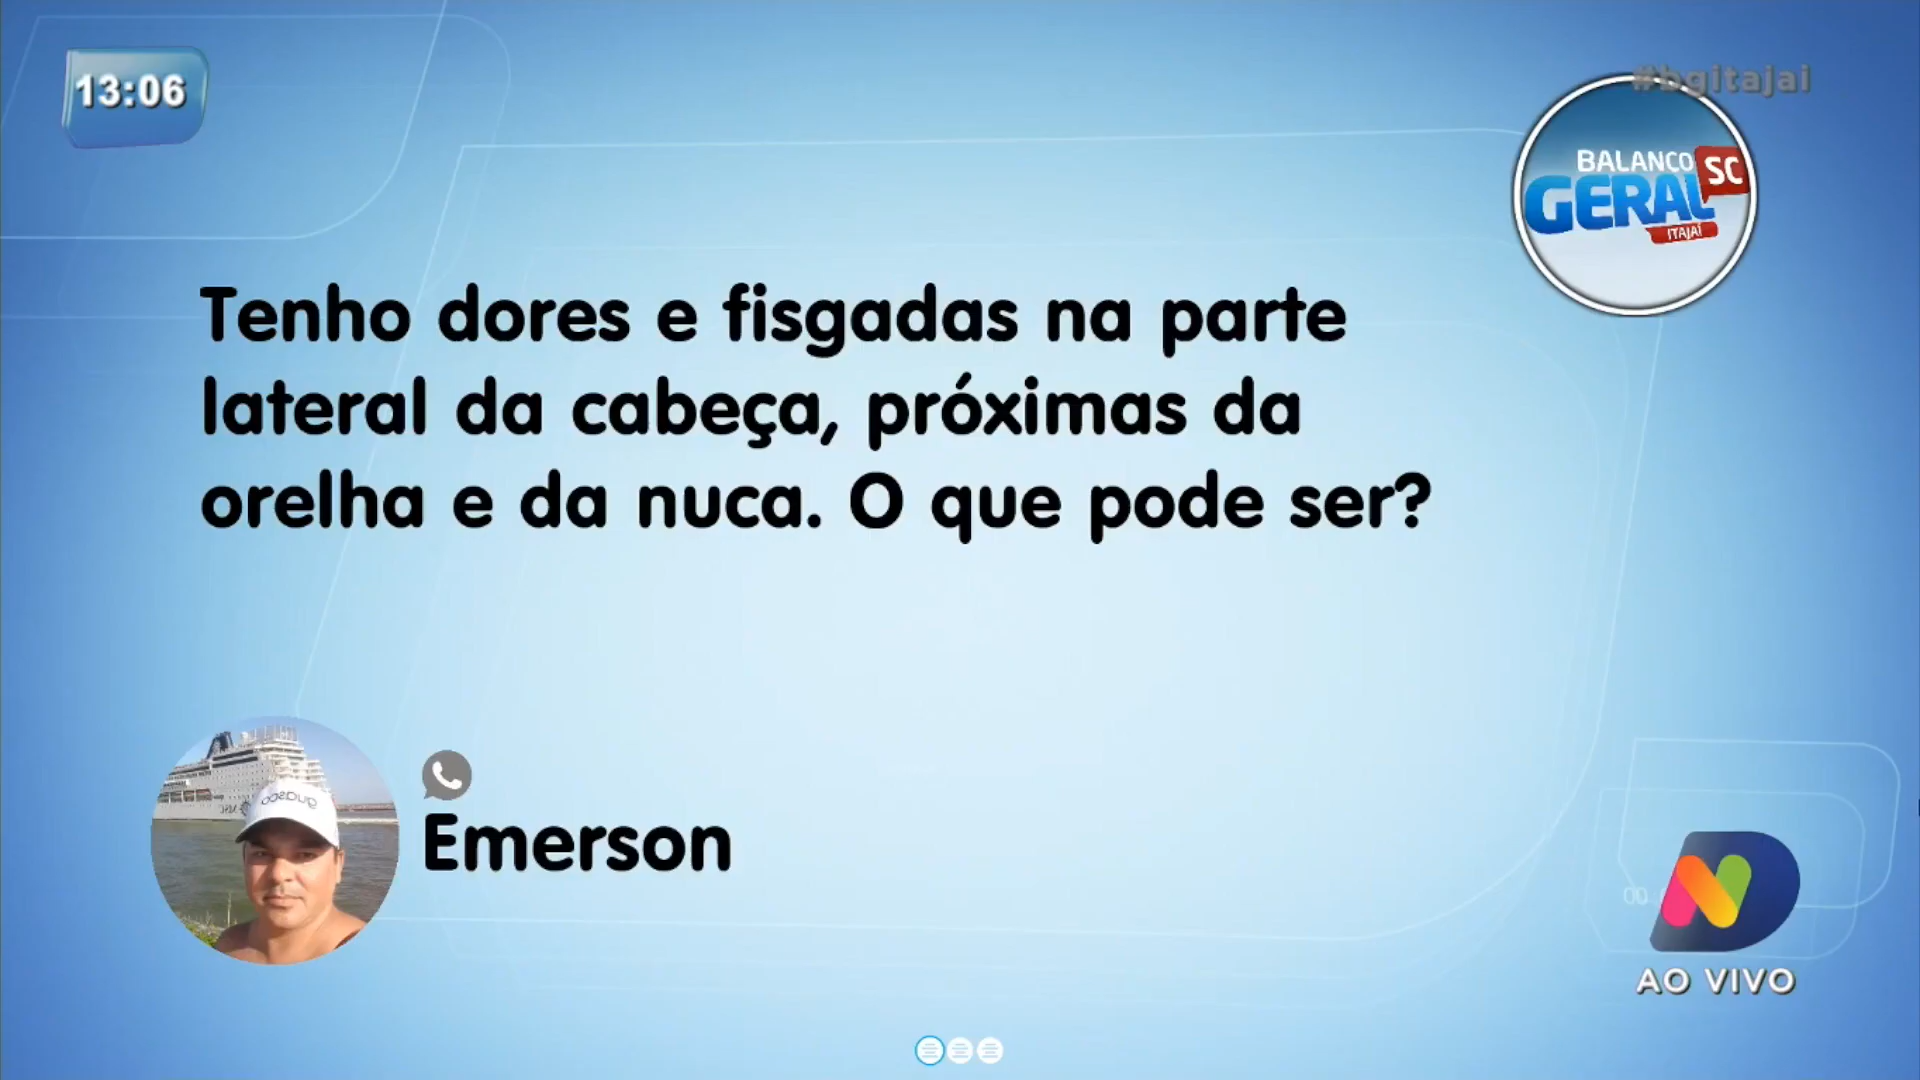 13:06
#bgitajai
BALANÇO
GERAL SC
ITAJAÍ
Tenho dores e fisgadas na parte
lateral da cabeça, próximas da
orelha e da nuca. O que pode ser?
Emerson
AO VIVO